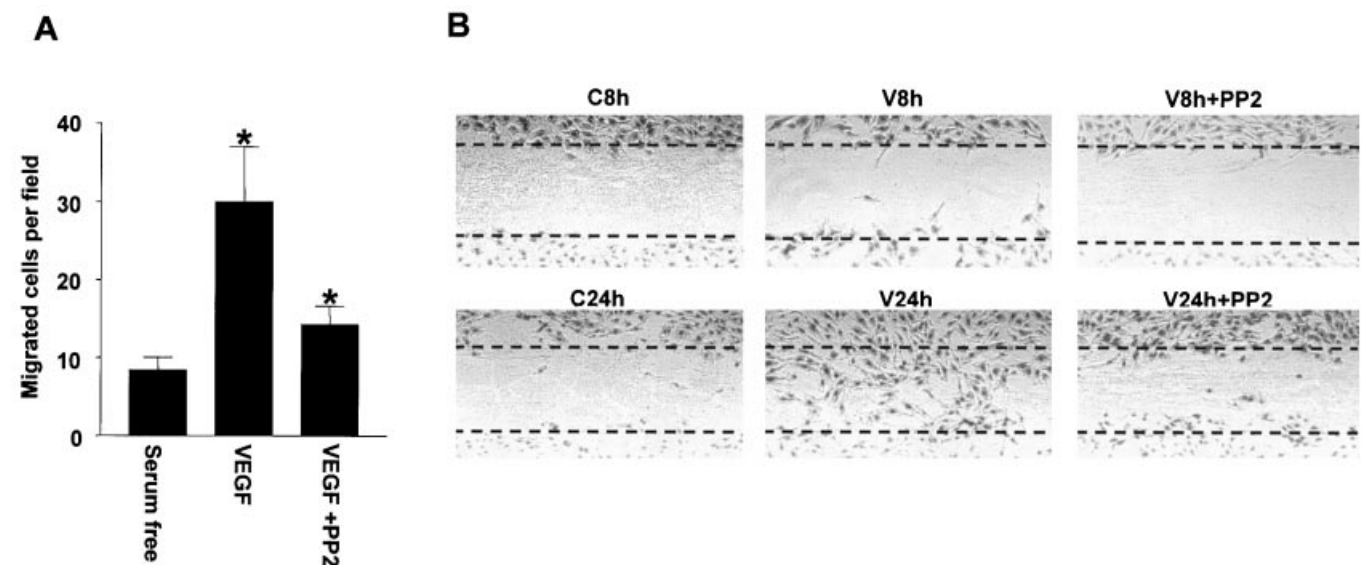 A
B
Migrated cells per field
40
30
20
10
0
*
*
Serum free
VEGF
VEGF +PP2
C8h
V8h
V8h+PP2
C24h
V24h
V24h+PP2